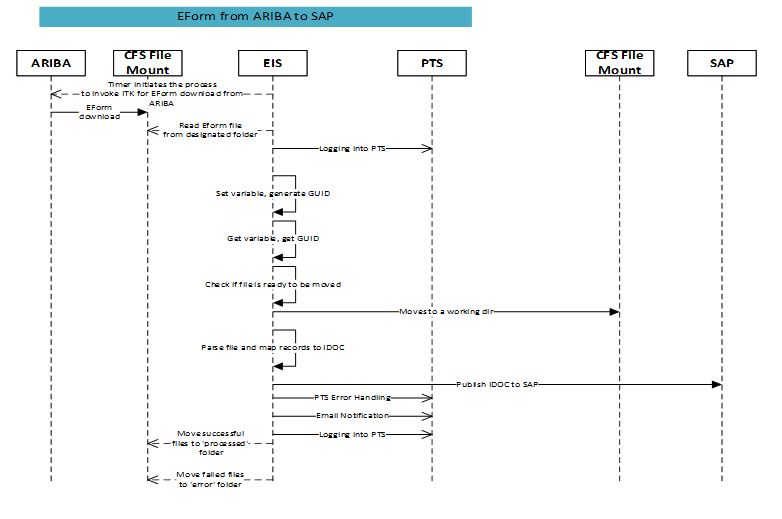 EForm from ARIBA to SAP
ARIBA
CFS File
Mount
EIS
PTS
CFS File
Mount
SAP
Timer initiates the process
to invoke ITK for EForm download from
ARIBA
EForm
download
Read Eform file
from designated folder
Logging into PTS
Set variable, generate GUID
Get variable, get GUID
Check if file is ready to be moved
Moves to a working dir
Parse file and map records to IDOC
Publish IDOC to SAP
PTS Error Handling
Email Notification
Logging into PTS
Move successful
files to 'processed'
folder
Move failed files
to 'error' folder